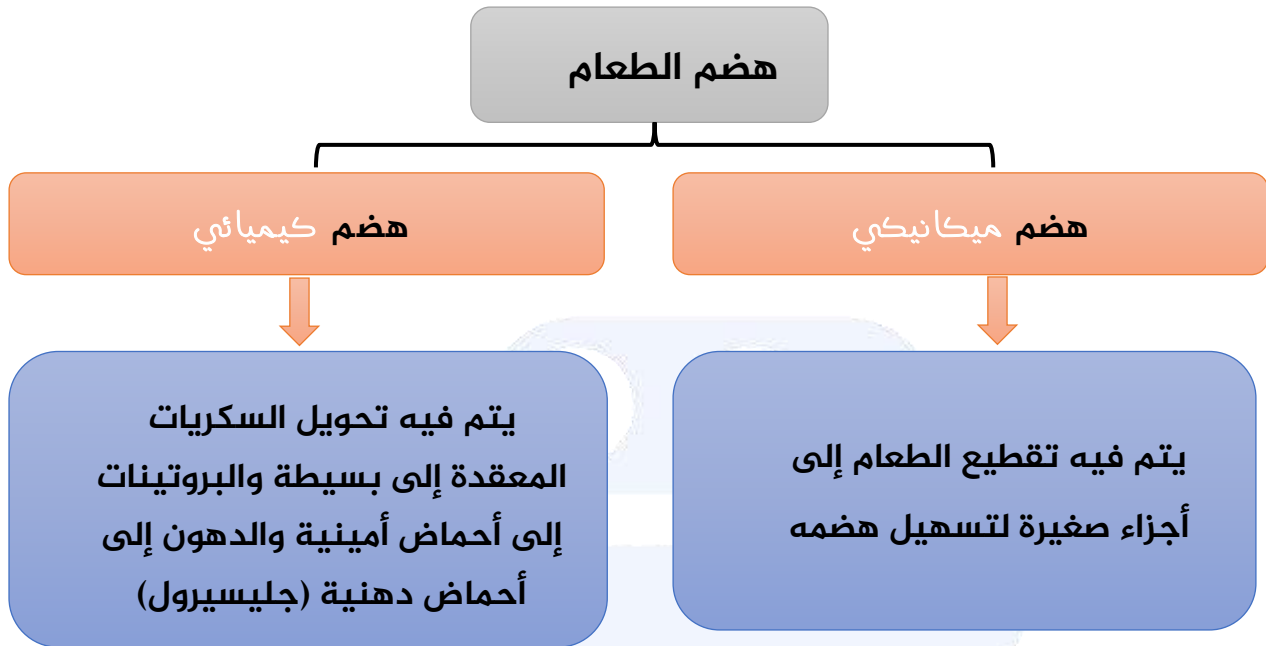 هضم الطعام
هضم ميكانيكي
هضم كيميائي
يتم فيه تقطيع الطعام إلى
أجزاء صغيرة لتسهيل هضمه
يتم فيه تحويل السكريات
المعقدة إلى بسيطة والبروتينات
إلى أحماض أمينية والدهون إلى
أحماض دهنية (جليسيرول)